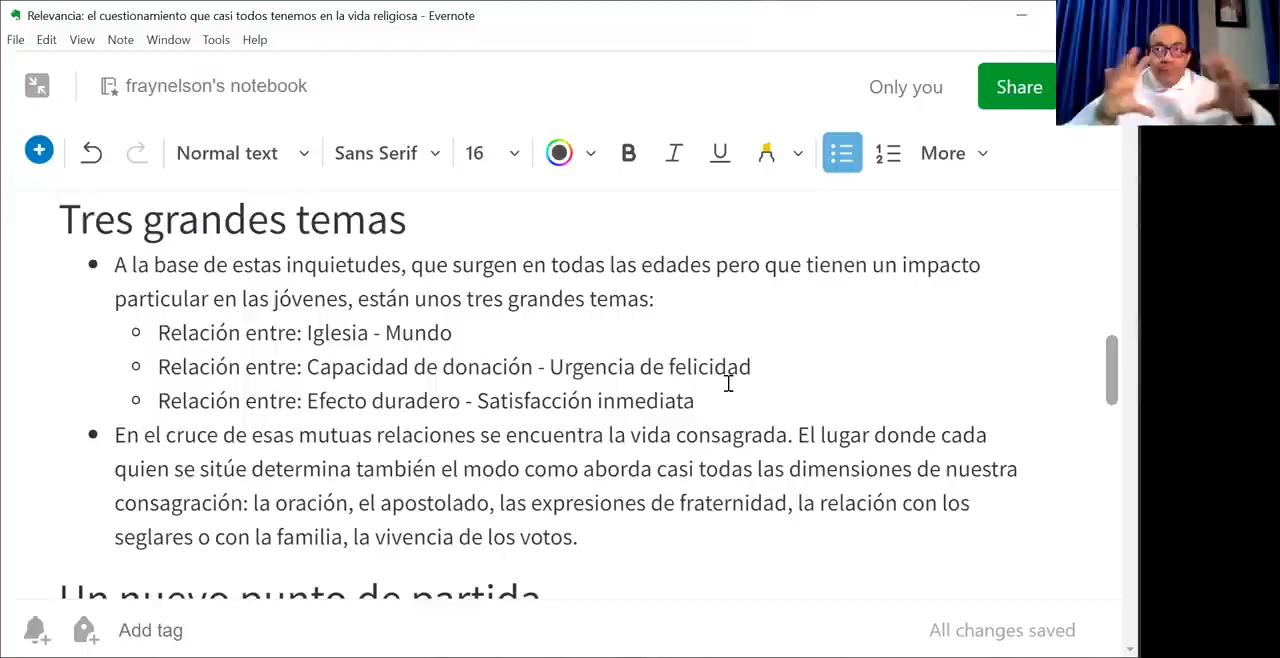 Relevancia: el cuestionamiento que casi todos tenemos en la vida religiosa - Evernote
File Edit View Note Window Tools Help
fraynelson's notebook
Only you
Share
Normal text
Sans Serif
16
B I U
More
Tres grandes temas
A la base de estas inquietudes, que surgen en todas las edades pero que tienen un impacto
particular en las jóvenes, están unos tres grandes temas:
Relación entre: Iglesia - Mundo
Relación entre: Capacidad de donación - Urgencia de felicidad
Relación entre: Efecto duradero - Satisfacción inmediata
En el cruce de esas mutuas relaciones se encuentra la vida consagrada. El lugar donde cada
quien se sitúe determina también el modo como aborda casi todas las dimensiones de nuestra
consagración: la oración, el apostolado, las expresiones de fraternidad, la relación con los
seglares o con la familia, la vivencia de los votos.
Un nuevo punto de partida
Add tag
All changes saved